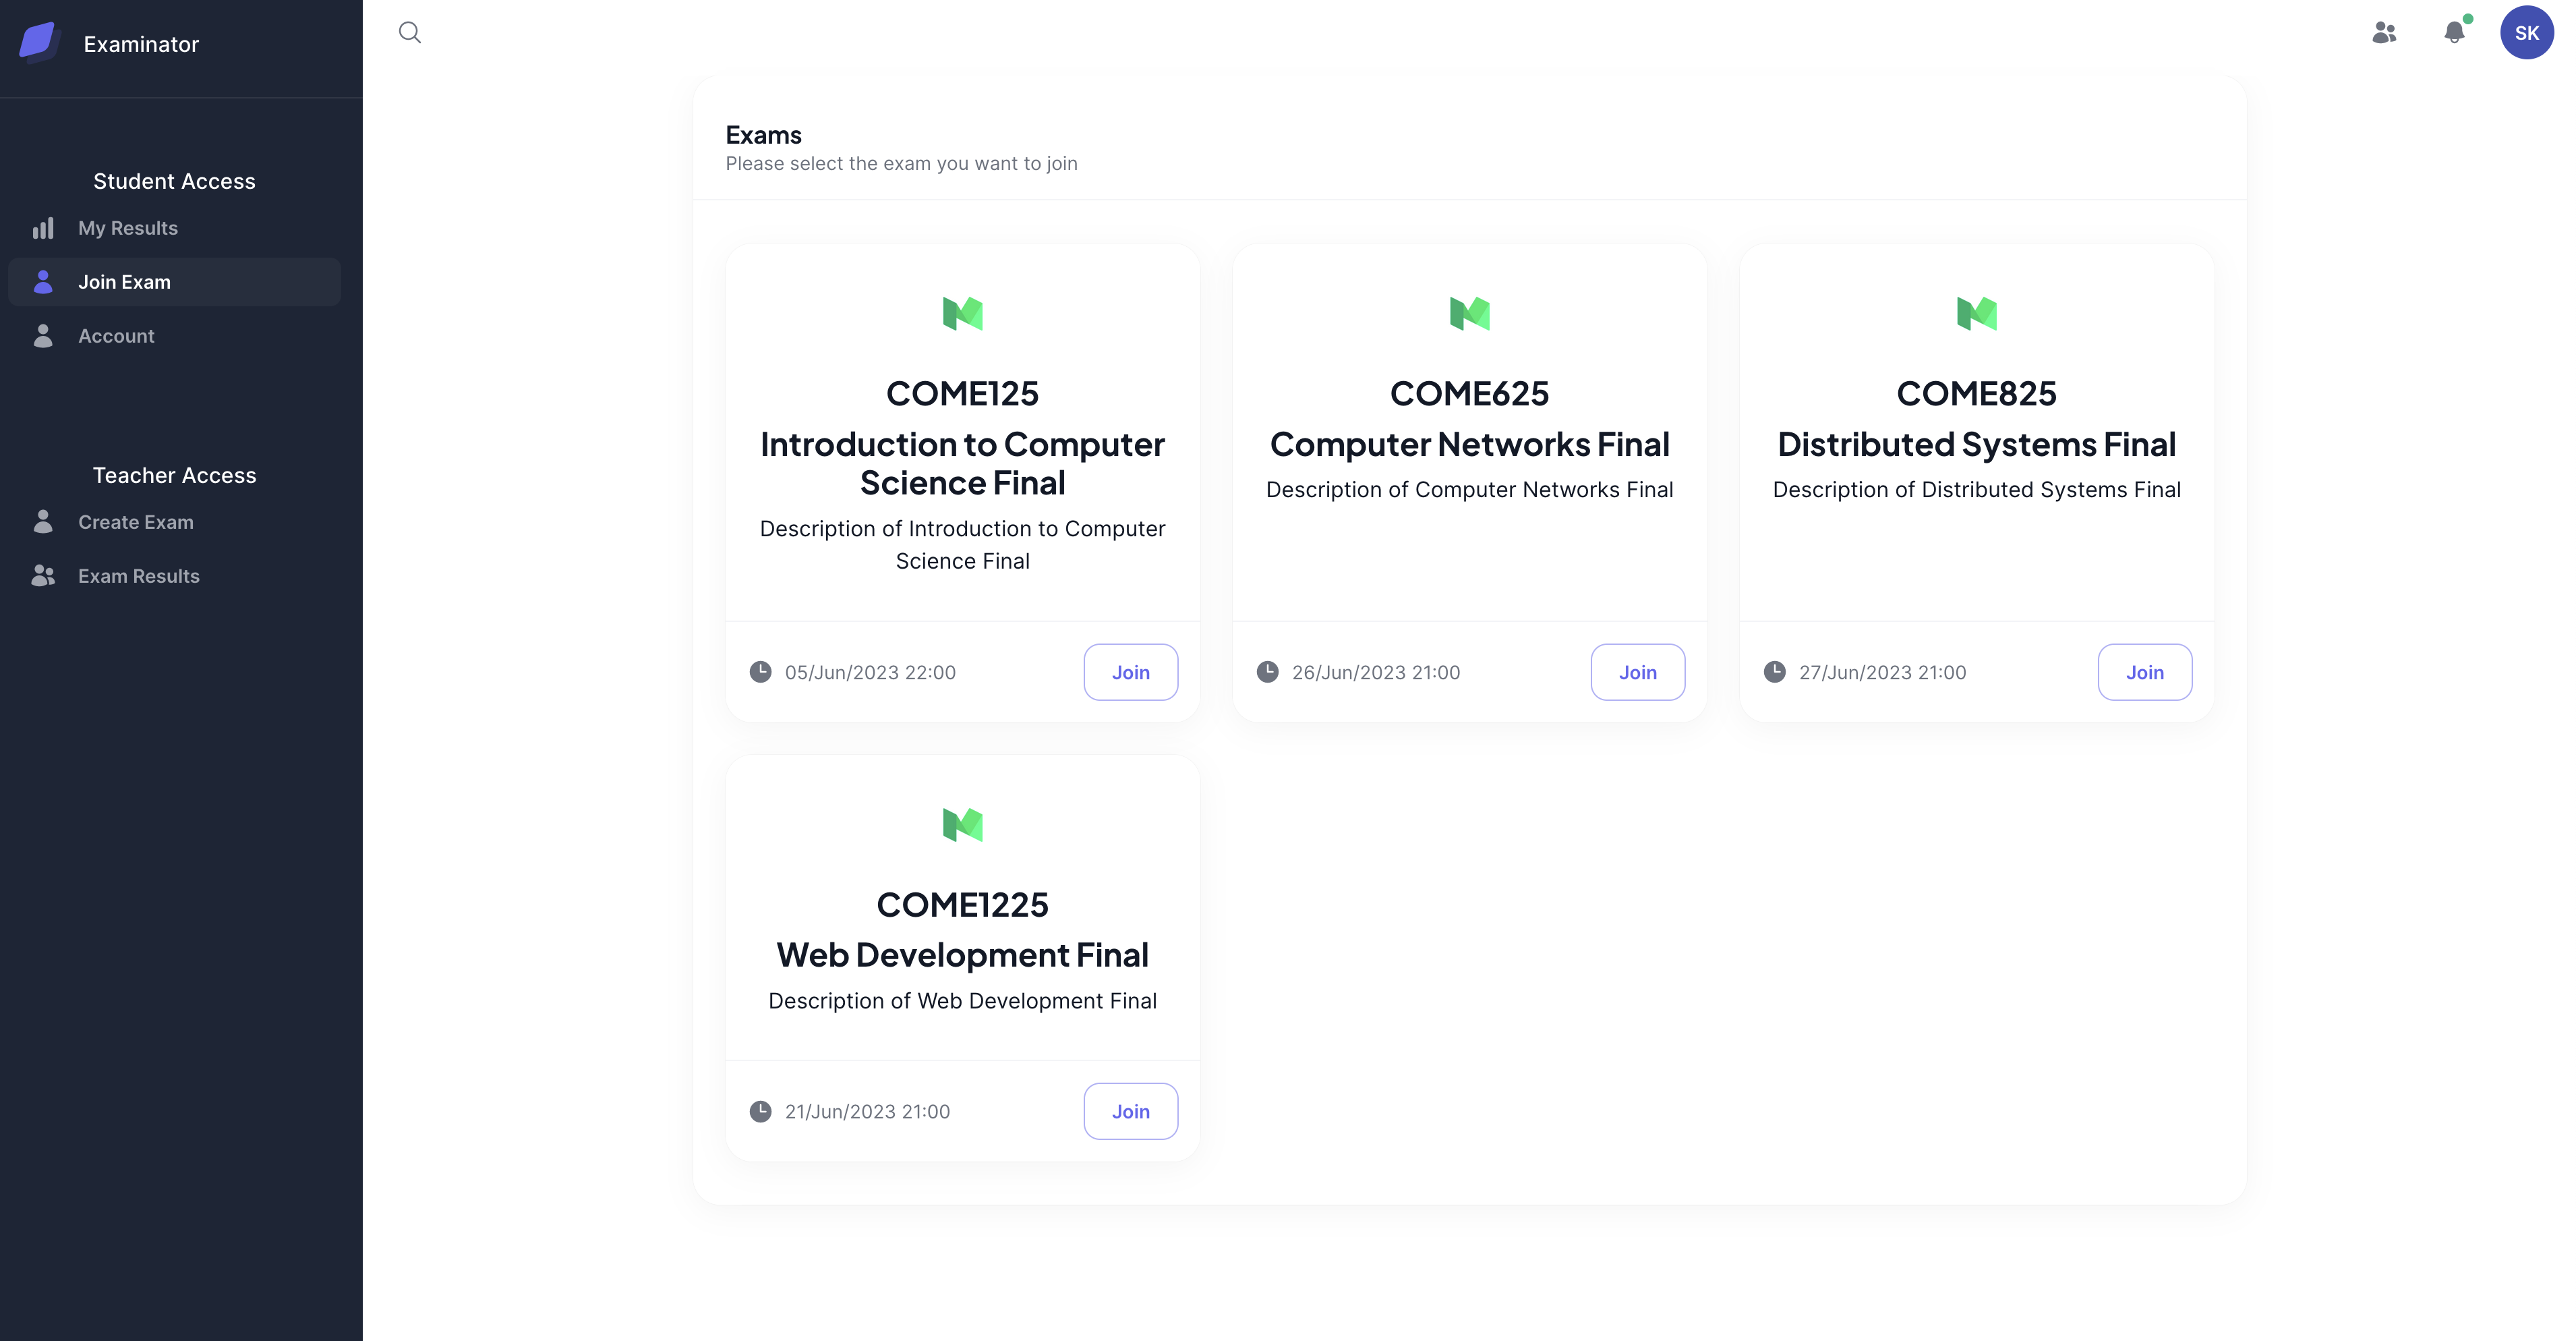 Examinator
SK
Student Access
My Results
Join Exam
Account
Teacher Access
Create Exam
Exam Results
Exams
Please select the exam you want to join
COME125
Introduction to Computer
Science Final
Description of Introduction to Computer
Science Final
05/Jun/2023 22:00
Join
COME625
Computer Networks Final
Description of Computer Networks Final
26/Jun/2023 21:00
Join
COME825
Distributed Systems Final
Description of Distributed Systems Final
27/Jun/2023 21:00
Join
COME1225
Web Development Final
Description of Web Development Final
21/Jun/2023 21:00
Join